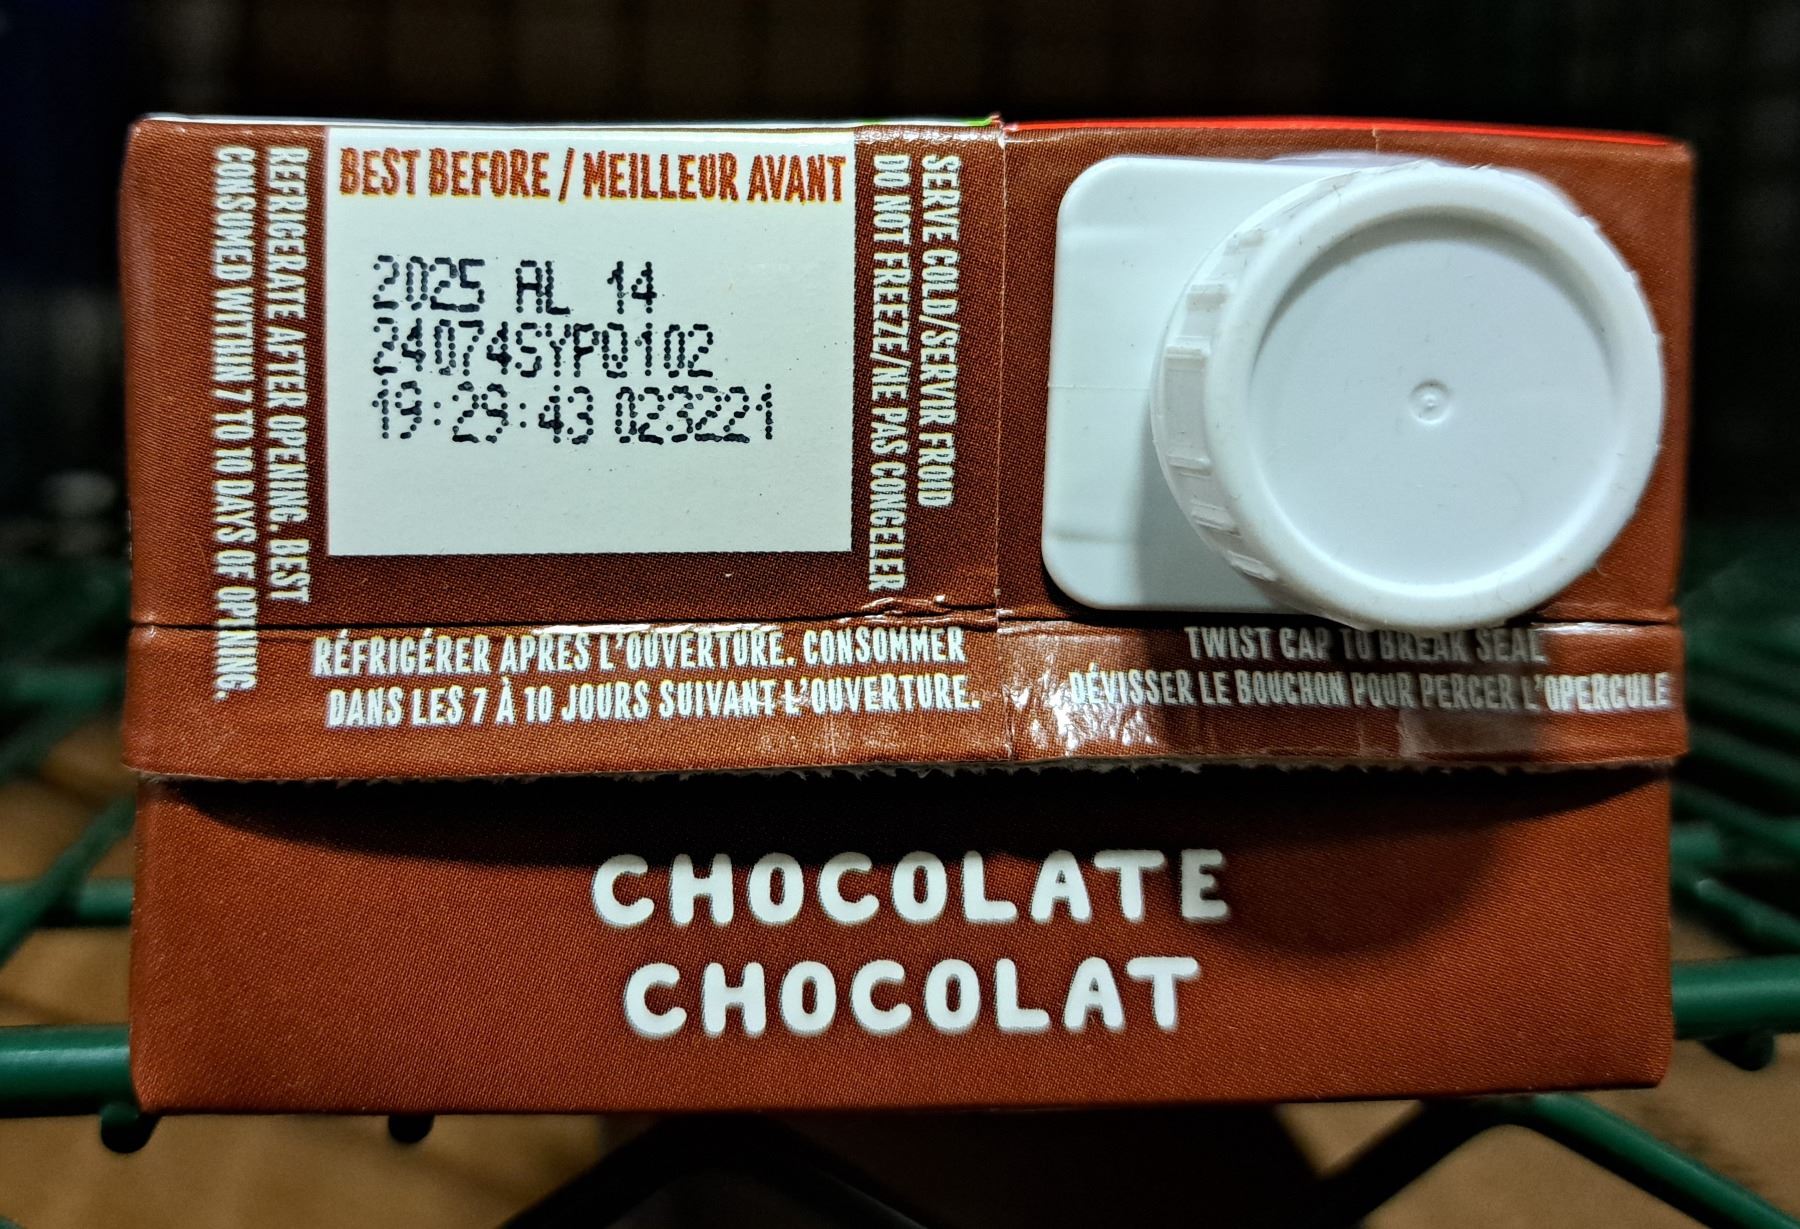 BEST BEFORE / MEILLEUR AVANT
2025 AL 14
24074SYP0102
19:29:43 023221
REFRIGERATE AFTER OPENING. BEST
CONSUMED WITHIN 7 TO 10 DAYS OF OPENING.
SERVE COLD/SERVIR FROID
DO NOT FREEZE/NE PAS CONGELER
RÉFRIGÉRER APRÈS L'OUVERTURE. CONSOMMER
DANS LES 7 À 10 JOURS SUIVANT L'OUVERTURE.
TWIST CAP TO BREAK SEAL
DÉVISSER LE BOUCHON POUR PERCER L'OPERCULE
CHOCOLATE
CHOCOLAT